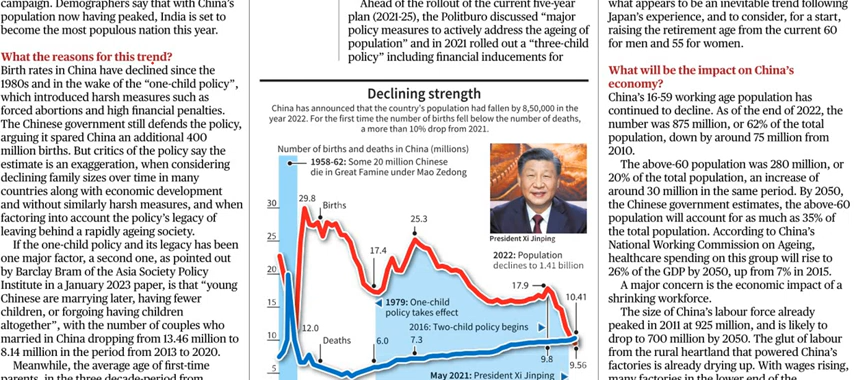 campaign. Demographers say that with China's
population now having peaked, India is set to
become the most populous nation this year.
What the reasons for this trend?
Birth rates in China have declined since the
1980s and in the wake of the “one-child policy”,
which introduced harsh measures such as
forced abortions and high financial penalties.
The Chinese government still defends the policy,
arguing it spared China an additional 400
million births. But critics of the policy say the
estimate is an exaggeration, when considering
declining family sizes over time in many
countries along with economic development
and without similarly harsh measures, and when
factoring into account the policy's legacy of
leaving behind a rapidly ageing society.
If the one-child policy and its legacy has been
one major factor, a second one, as pointed out
by Barclay Bram of the Asia Society Policy
Institute in a January 2023 paper, is that “young
Chinese are marrying later, having fewer
children, or forgoing having children
altogether”, with the number of couples who
married in China dropping from 13.46 million to
8.14 million in the period from 2013 to 2020.
Meanwhile, the average age of first-time
parents, in the three decade-period from
Ahead of the rollout of the current five-year
plan (2021-25), the Politburo discussed “major
policy measures to actively address the ageing of
population” and in 2021 rolled out a “three-child
policy” including financial inducements for
Declining strength
China has announced that the country's population had fallen by 8,50,000 in the
year 2022. For the first time the number of births fell below the number of deaths,
a more than 10% drop from 2021.
Number of births and deaths in China (millions)
1958-62: Some 20 million Chinese
die in Great Famine under Mao Zedong
30
25
20
15
10
5
29.8
Births
17.4
25.3
17.9
10.41
12.0
Deaths
6.0
7.3
9.8
9.56
1979: One-child
policy takes effect
2016: Two-child policy begins
May 2021: President Xi Jinping
President Xi Jinping
2022: Population
declines to 1.41 billion
what appears to be an inevitable trend following
Japan's experience, and to consider, for a start,
raising the retirement age from the current 60
for men and 55 for women.
What will be the impact on China's
economy?
China's 16-59 working age population has
continued to decline. As of the end of 2022, the
number was 875 million, or 62% of the total
population, down by around 75 million from
2010.
The above-60 population was 280 million, or
20% of the total population, an increase of
around 30 million in the same period. By 2050,
the Chinese government estimates, the above-60
population will account for as much as 35% of
the total population. According to China's
National Working Commission on Ageing,
healthcare spending on this group will rise to
26% of the GDP by 2050, up from 7% in 2015.
A major concern is the economic impact of a
shrinking workforce.
The size of China's labour force already
peaked in 2011 at 925 million, and is likely to
drop to 700 million by 2050. The glut of labour
from the rural heartland that powered China's
factories is already drying up. With wages rising,
many factories in the lower end of the